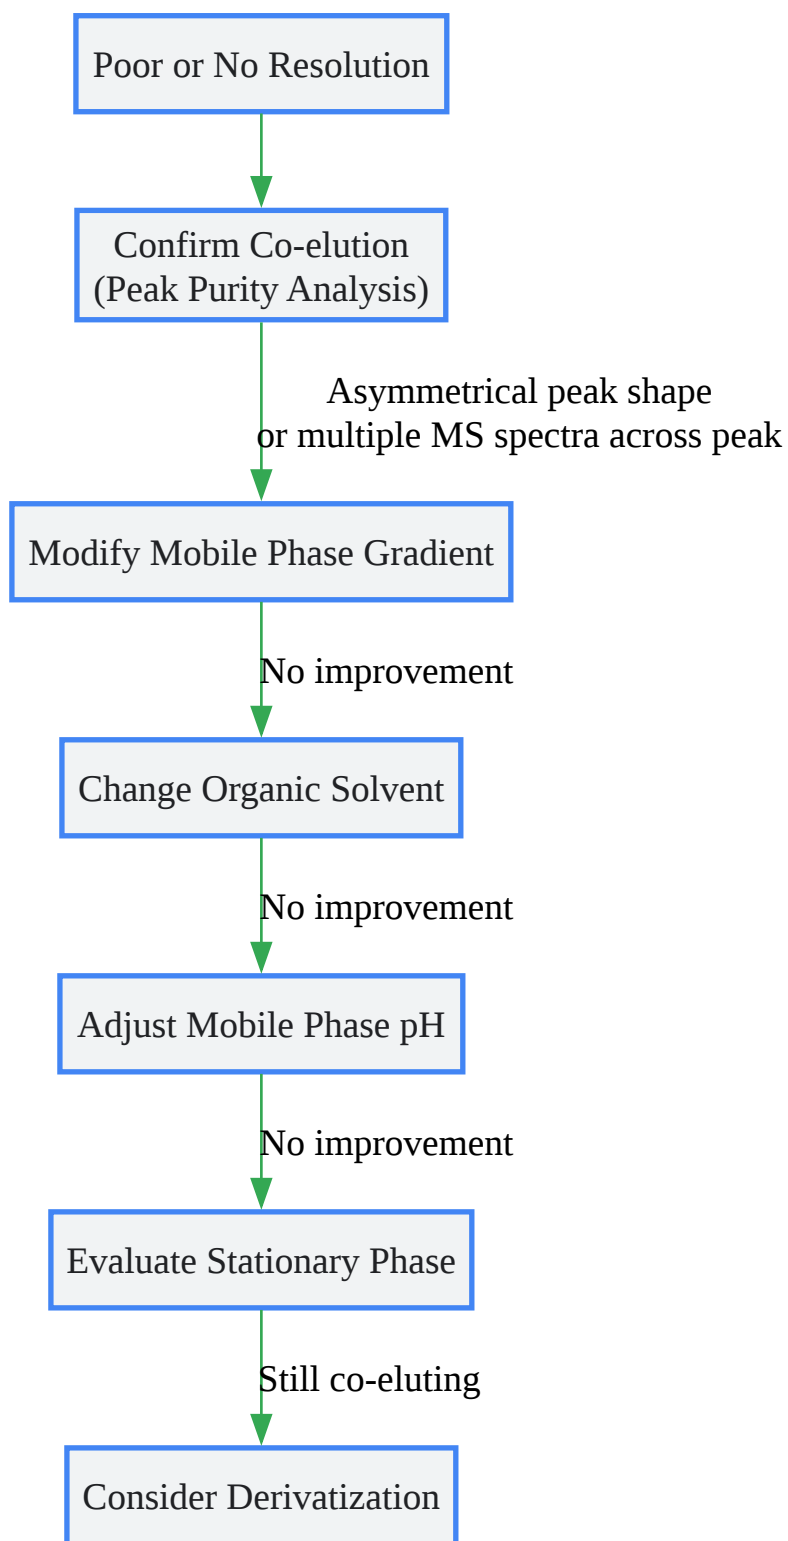 Poor or No Resolution
Confirm Co-elution
(Peak Purity Analysis)
Asymmetrical peak shape
or multiple MS spectra across peak
Modify Mobile Phase Gradient
No improvement
Change Organic Solvent
No improvement
Adjust Mobile Phase pH
No improvement
Evaluate Stationary Phase
Still co-eluting
Consider Derivatization